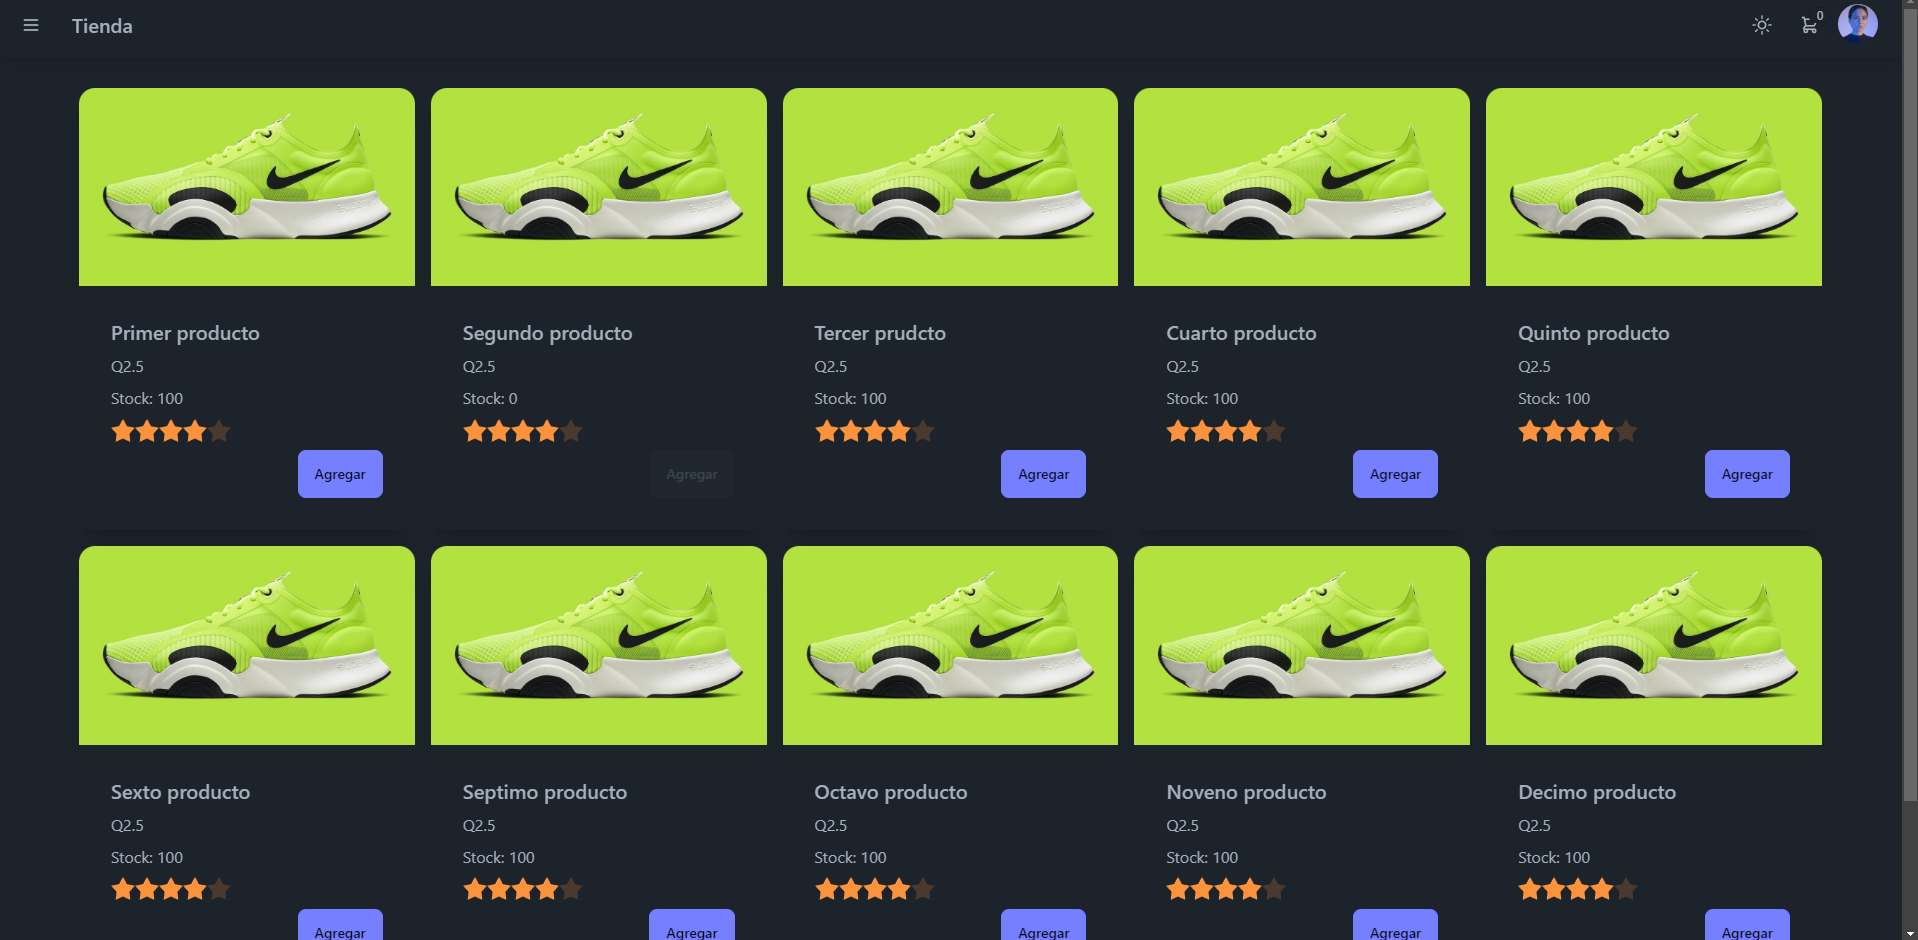 Tienda
0
Primer producto
Q2.5
Stock: 100
Agregar
Segundo producto
Q2.5
Stock: 0
Agregar
Tercer prudcto
Q2.5
Stock: 100
Agregar
Cuarto producto
Q2.5
Stock: 100
Agregar
Quinto producto
Q2.5
Stock: 100
Agregar
Sexto producto
Q2.5
Stock: 100
Agregar
Septimo producto
Q2.5
Stock: 100
Agregar
Octavo producto
Q2.5
Stock: 100
Agregar
Noveno producto
Q2.5
Stock: 100
Agregar
Decimo producto
Q2.5
Stock: 100
Agregar